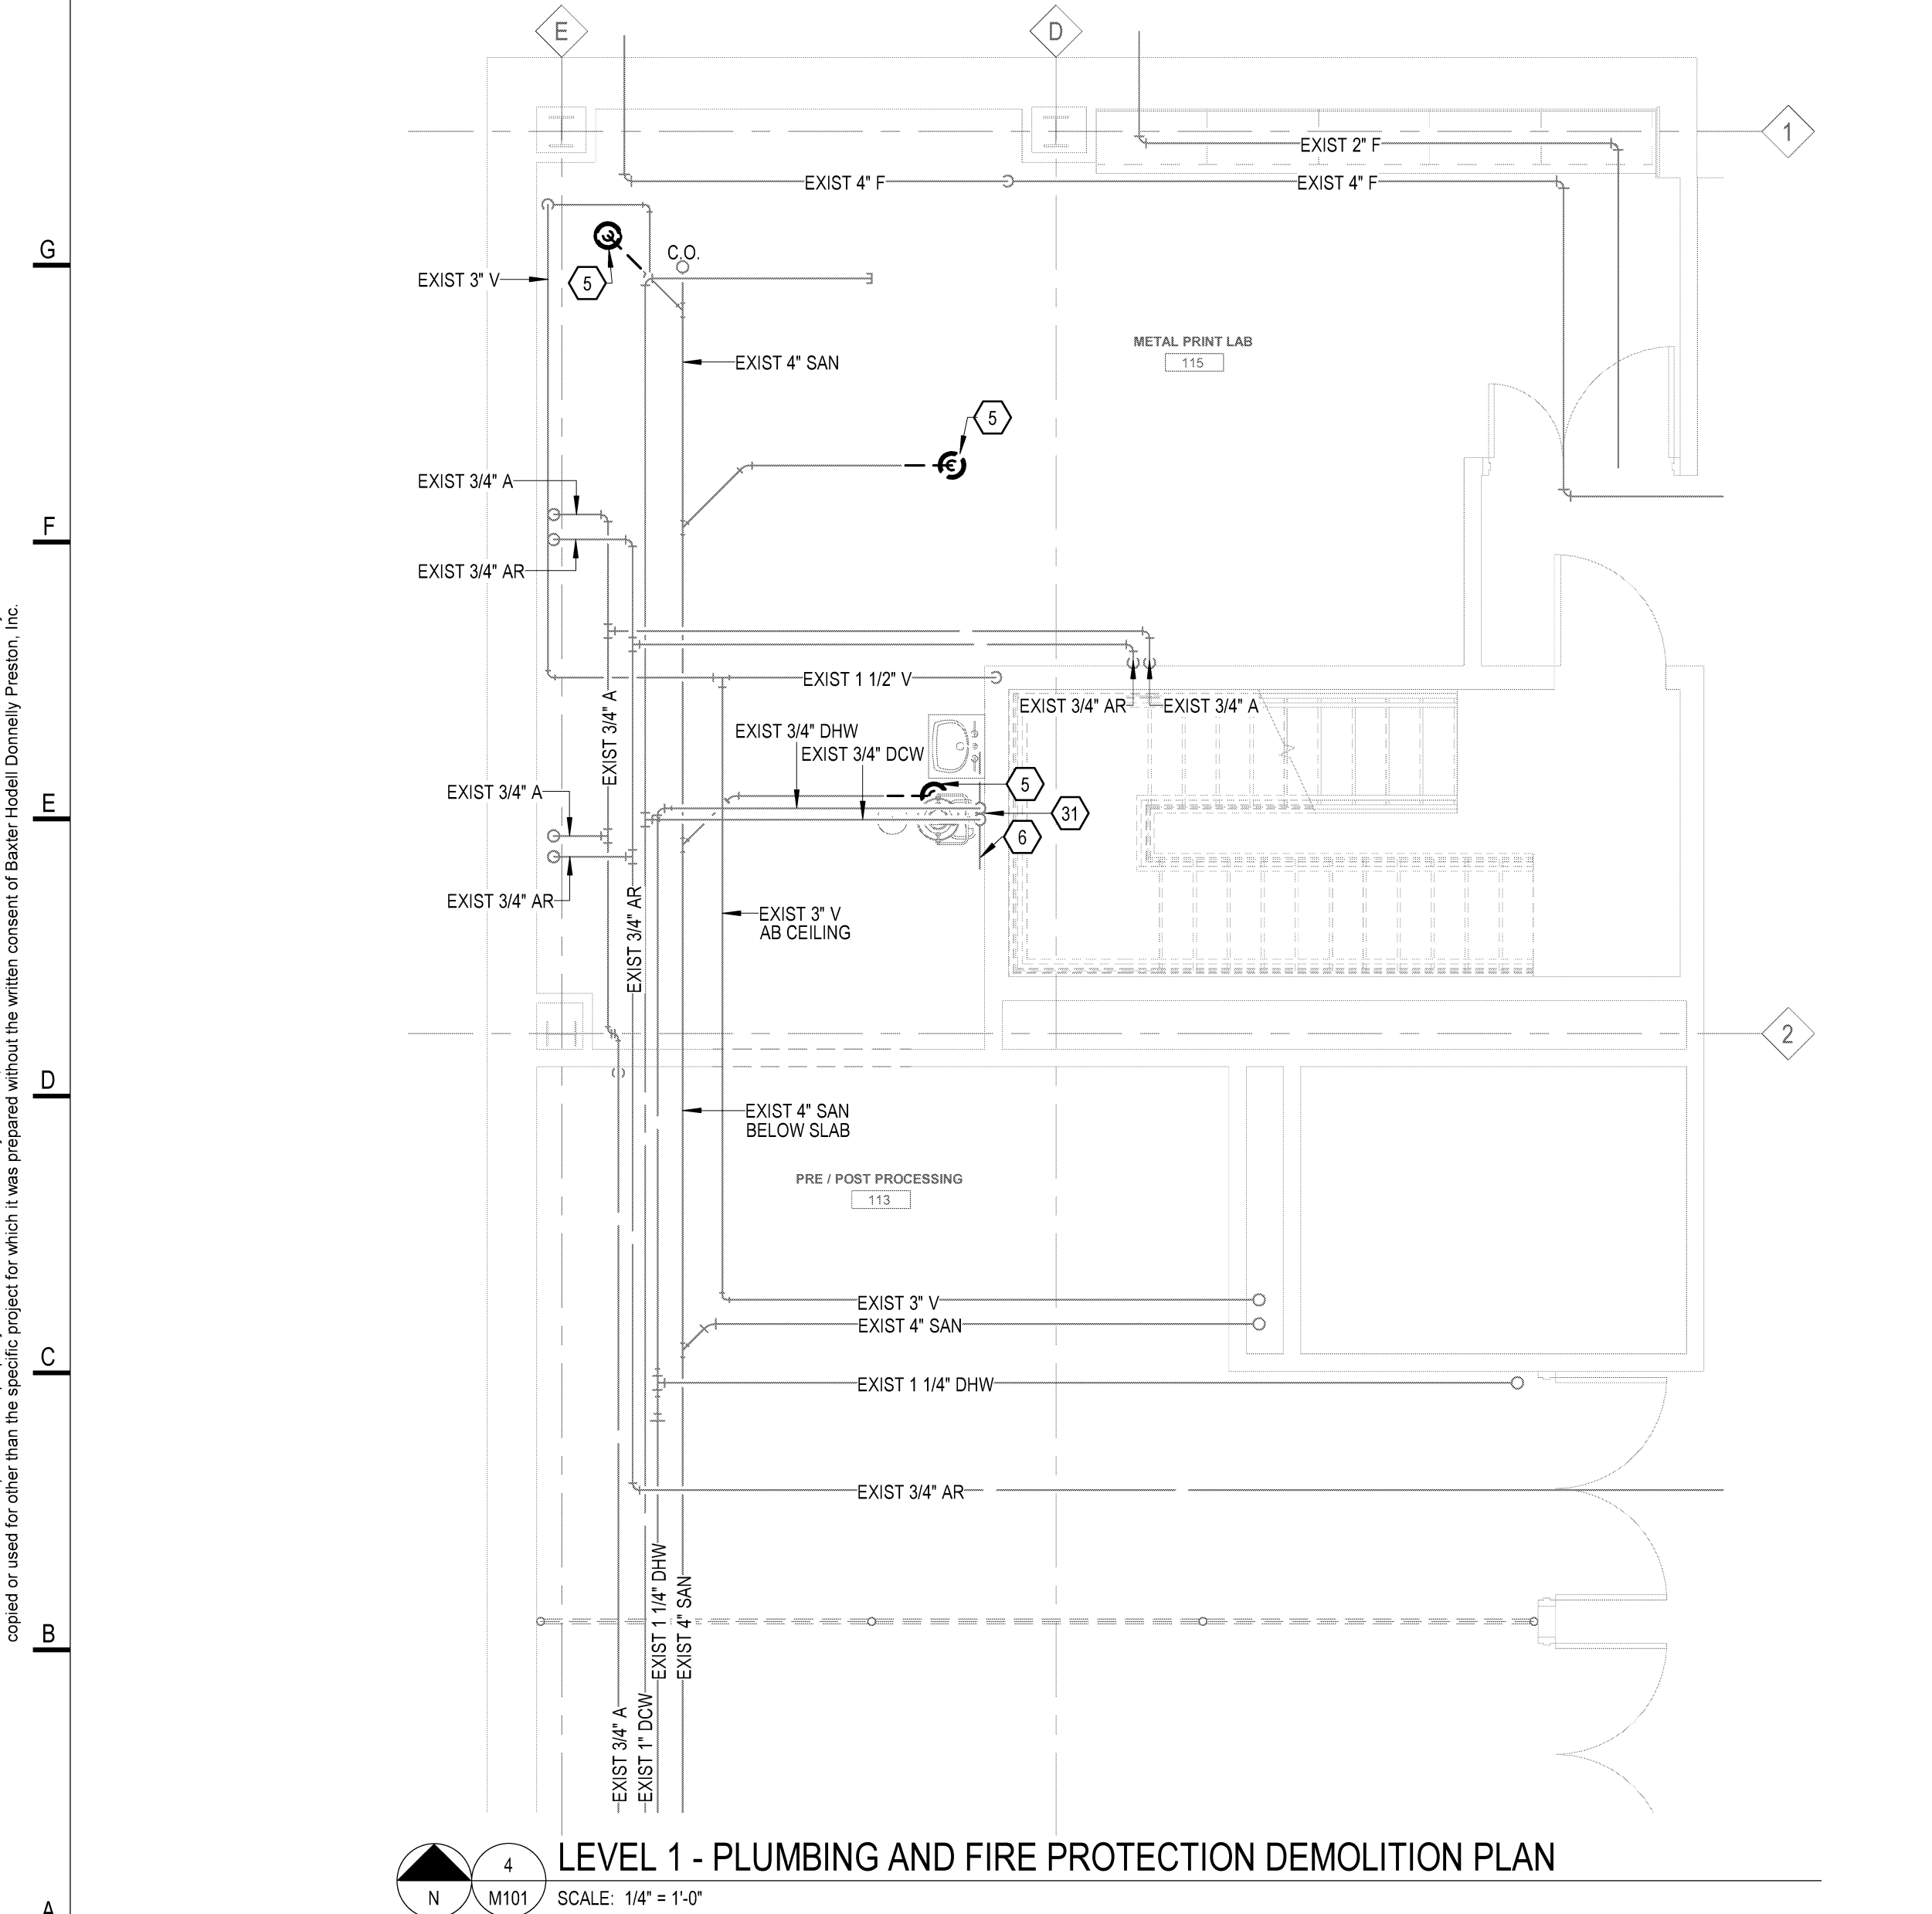 E
D
1
EXIST 2" F
EXIST 4" F
EXIST 4" F
G
C.O.
EXIST 3" V
5
METAL PRINT LAB
115
EXIST 4" SAN
5
EXIST 3/4" A
F
EXIST 3/4" AR
EXIST 1 1/2" V
EXIST 3/4" A
EXIST 3/4" AR
EXIST 3/4" A
EXIST 3/4" DHW
EXIST 3/4" DCW
5
E
EXIST 3/4" A
31
6
EXIST 3/4" AR
EXIST 3/4" AR
EXIST 3" V
AB CEILING
2
D
EXIST 4" SAN
BELOW SLAB
PRE / POST PROCESSING
113
EXIST 3" V
EXIST 4" SAN
C
EXIST 1 1/4" DHW
EXIST 3/4" AR
EXIST 1 1/4" DHW
EXIST 4" SAN
B
EXIST 3/4" A
EXIST 1" DCW
copied or used for other than the specific project for which it was prepared without the written consent of Baxter Hodell Donnelly Preston, Inc.
4
LEVEL 1 - PLUMBING AND FIRE PROTECTION DEMOLITION PLAN
N
M101
SCALE: 1/4" = 1'-0"
A